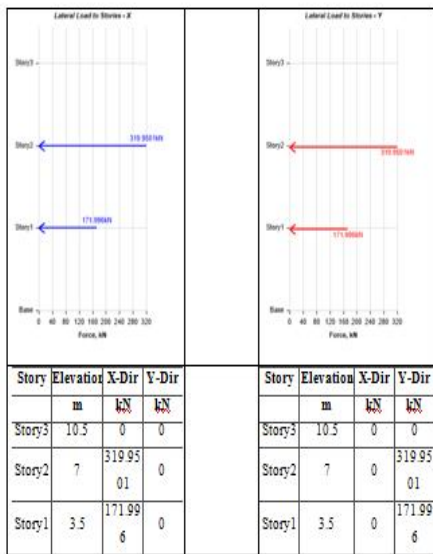 Lateral Load to Stories - X
Story3
Story2
319.9501kN
Story1
171.996kN
Base
0 40 80 120 160 200 240 280 320
Force, kN
Lateral Load to Stories - Y
Story3
Story2
319.9501kN
Story1
171.996kN
Base
0 40 80 120 160 200 240 280 320
Force, kN
Story Elevation X-Dir Y-Dir
m kN kN
Story3 10.5 0 0
Story2 7 319.95 0
01
Story1 3.5 171.99 0
6
Story Elevation X-Dir Y-Dir
m kN kN
Story3 10.5 0 0
Story2 7 0 319.95
01
Story1 3.5 0 171.99
6